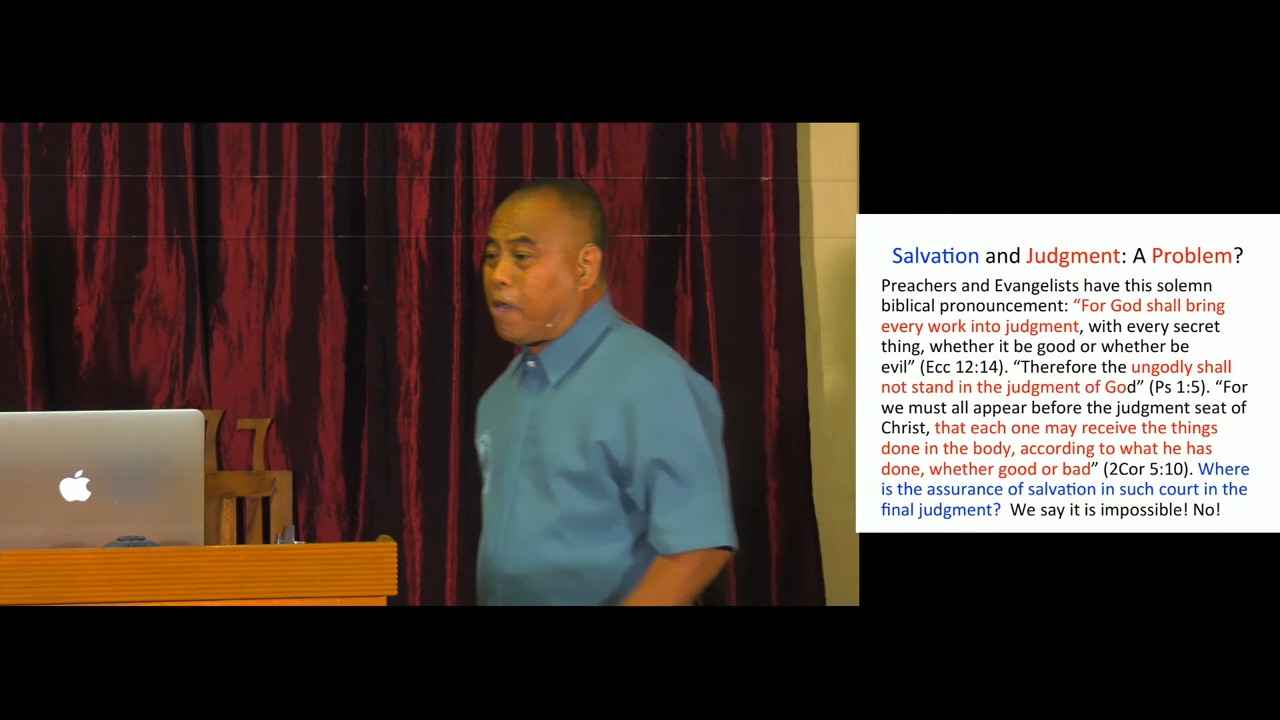 Salvation and Judgment: A Problem?
Preachers and Evangelists have this solemn
biblical pronouncement: “For God shall bring
every work into judgment, with every secret
thing, whether it be good or whether be
evil” (Ecc 12:14). “Therefore the ungodly shall
not stand in the judgment of God” (Ps 1:5). “For
we must all appear before the judgment seat of
Christ, that each one may receive the things
done in the body, according to what he has
done, whether good or bad” (2Cor 5:10). Where
is the assurance of salvation in such court in the
final judgment?  We say it is impossible! No!